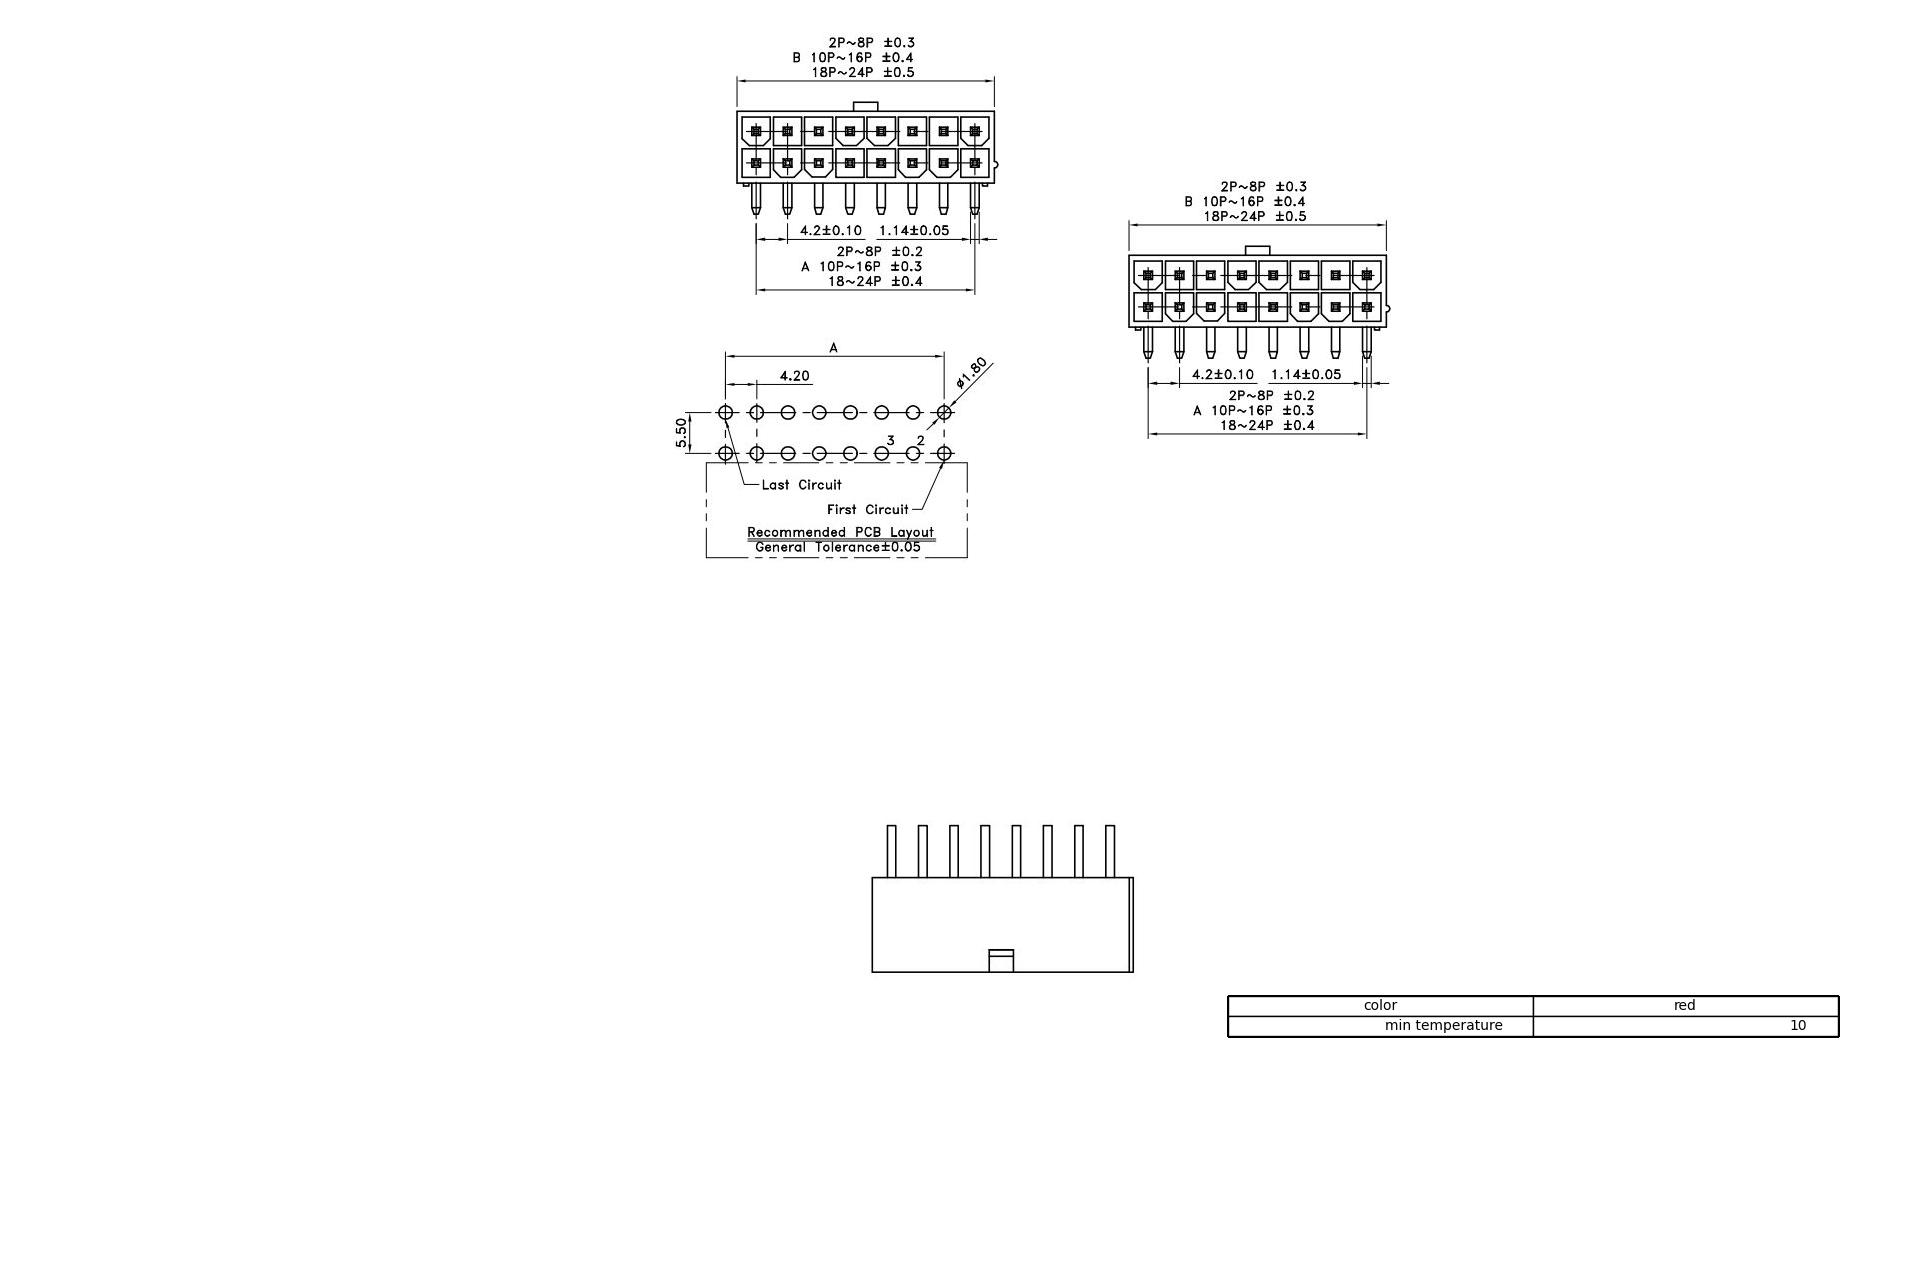 2P~8P ±0.3
B 10P~16P ±0.4
18P~24P ±0.5
4.2±0.10 1.14±0.05
2P~8P ±0.2
A 10P~16P ±0.3
18~24P ±0.4
2P~8P ±0.3
B 10P~16P ±0.4
18P~24P ±0.5
4.2±0.10 1.14±0.05
2P~8P ±0.2
A 10P~16P ±0.3
18~24P ±0.4
A
4.20
ø1.80
5.50
3 2
Last Circuit
First Circuit
Recommended PCB Layout
General Tolerance±0.05
color red
min temperature 10